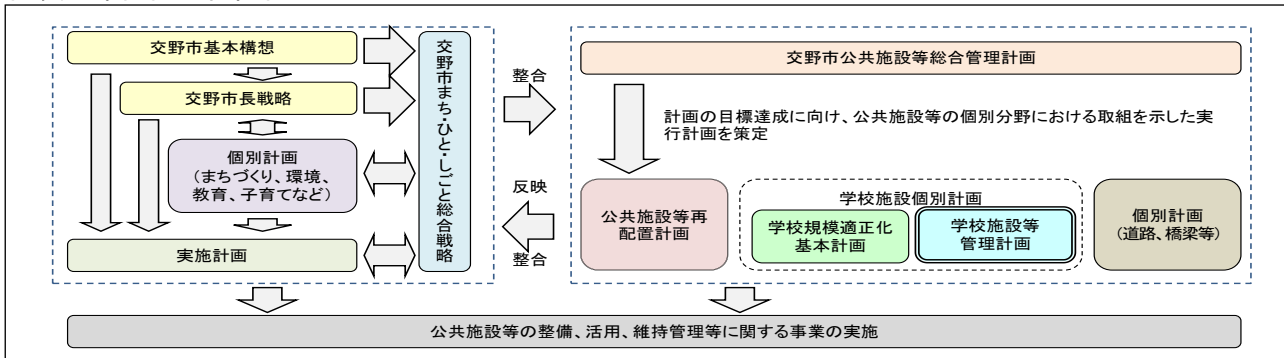 交野市基本構想
交野市長戦略
個別計画
(まちづくり、環境、
教育、子育てなど)
実施計画
交野市まち・ひと・しごと総合戦略
整合
反映
整合
交野市公共施設等総合管理計画
計画の目標達成に向け、公共施設等の個別分野における取組を示した実
行計画を策定
公共施設等再
配置計画
学校施設個別計画
学校規模適正化
基本計画
学校施設等
管理計画
個別計画
(道路、橋梁等)
公共施設等の整備、活用、維持管理等に関する事業の実施